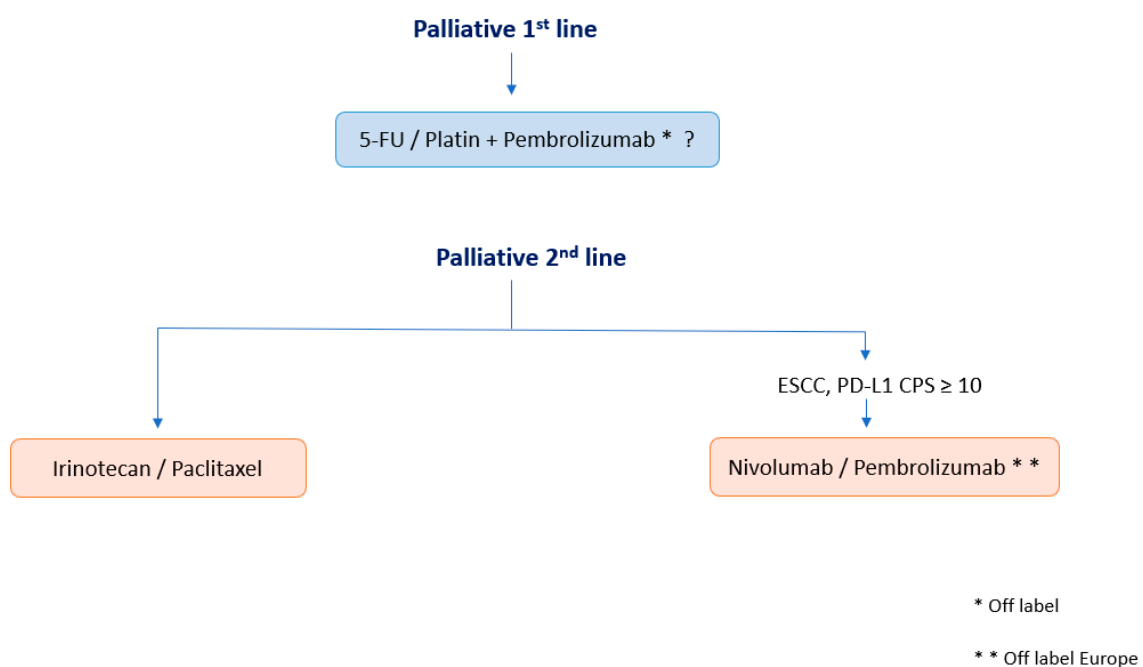 Palliative 1st line
5-FU / Platin + Pembrolizumab * ?
Palliative 2nd line
ESCC, PD-L1 CPS ≥ 10
Irinotecan / Paclitaxel
Nivolumab / Pembrolizumab * *
* Off label
* * Off label Europe